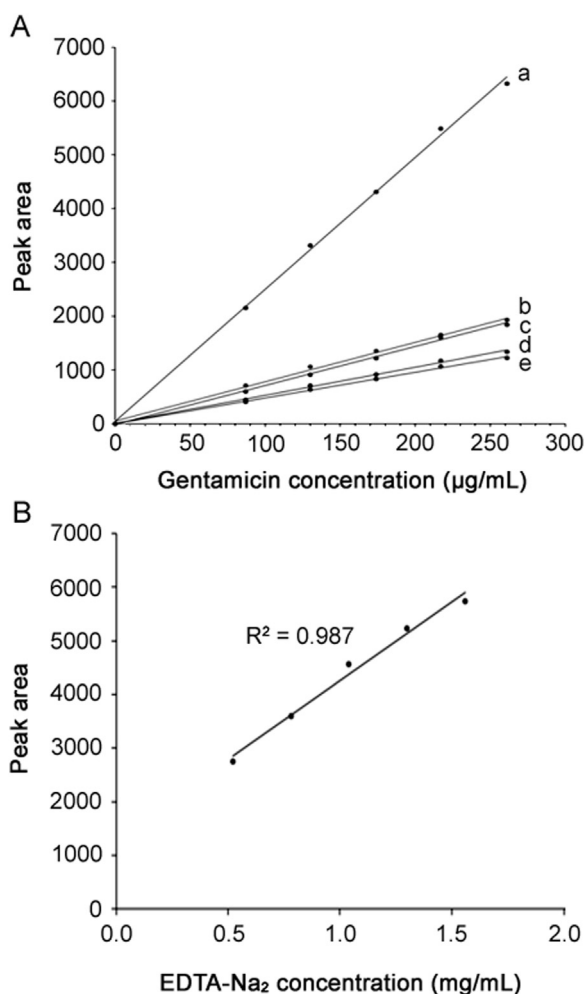 A
7000
6000
5000
4000
3000
2000
1000
0
Peak area
a
b
c
d
e
0 50 100 150 200 250 300
Gentamicin concentration (µg/mL)
B
7000
6000
5000
4000
3000
2000
1000
0
Peak area
R² = 0.987
0.0 0.5 1.0 1.5 2.0
EDTA-Na₂ concentration (mg/mL)